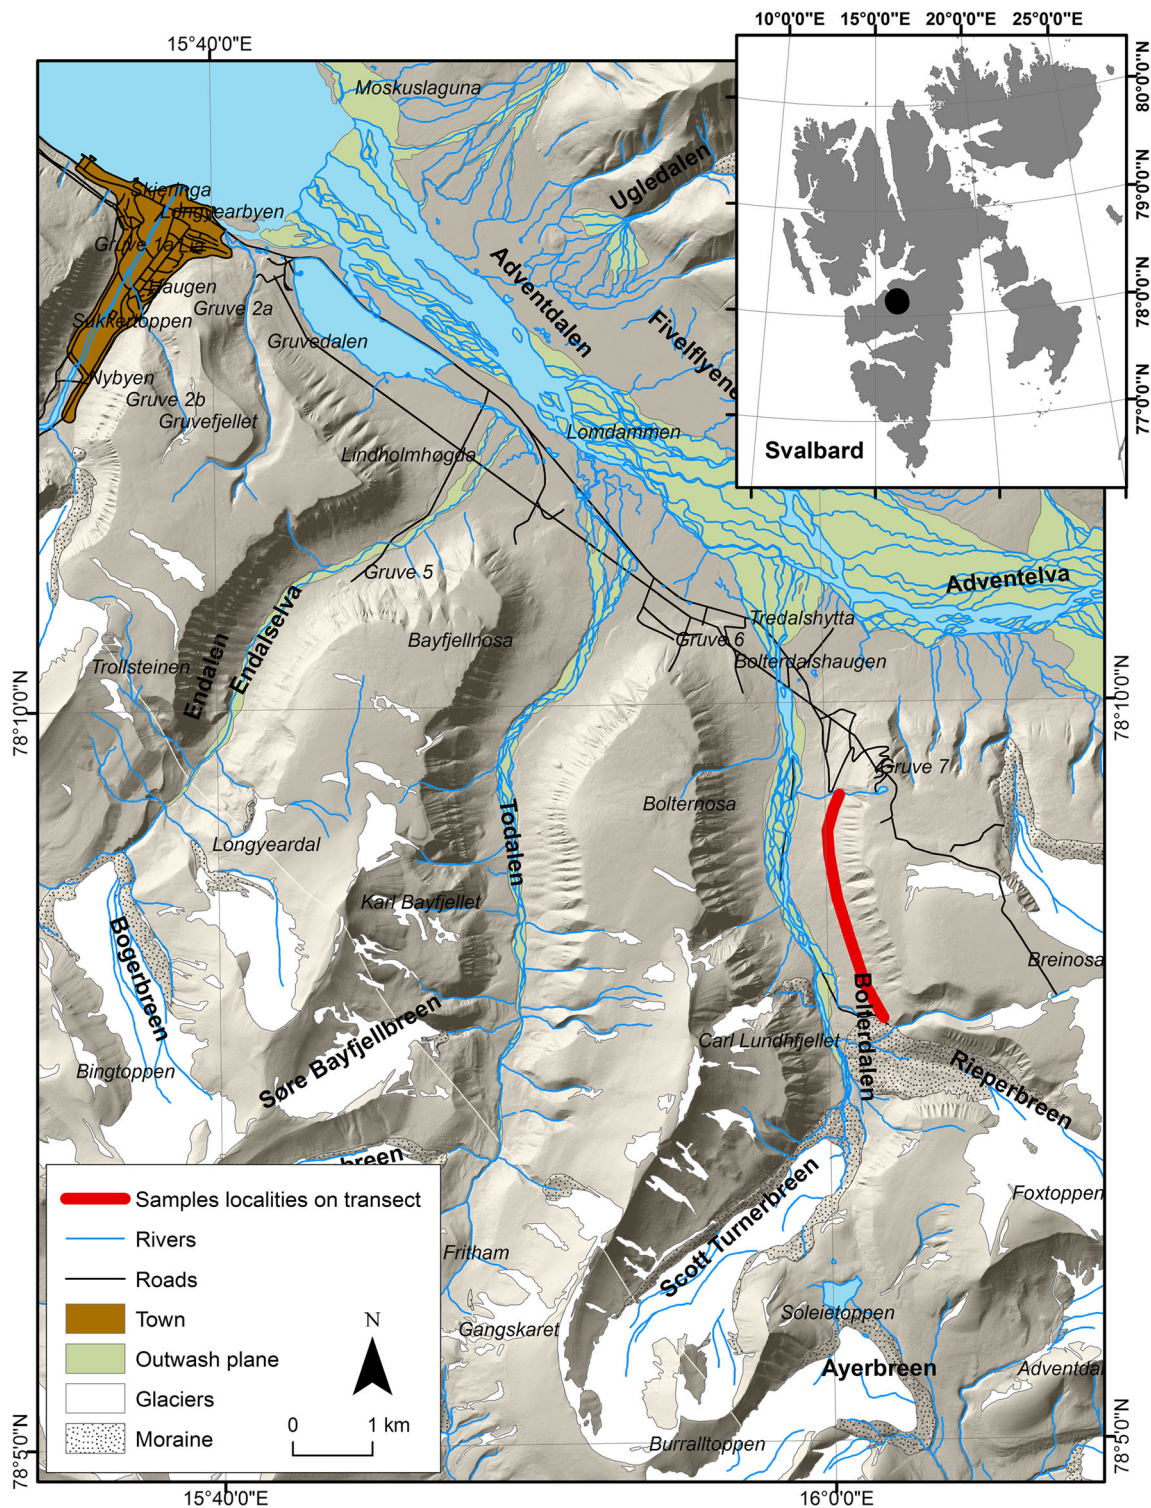 10°0'0"E
15°0'0"E
20°0'0"E
25°0'0"E
15°40'0"E
80°0'0"N
79°0'0"N
78°0'0"N
77°0'0"N
Svalbard
Moskuslaguna
Ugledalen
Skjeringa
Longyearbyen
Gruve 1a Lia
Adventdalen
Haugen
Gruve 2a
Sukkertoppen
Gruvedalen
Fivelflyene
Nybyen
Gruve 2b
Gruvefjellet
Lomdammen
Lindholmhøgda
Gruve 5
Adventelva
Endalselva
Endalen
Bayfjellnosa
Tredalshytta
Gruve 6
Bolterdalshaugen
Trollsteinen
78°10'0"N
78°10'0"N
Gruve 7
Bolternosa
Todalen
Longyeardal
Karl Bayfjellet
Bogerbreen
Breinosa
Bolterdalen
Carl Lundhfjellet
Søre Bayfjellbreen
Bingtoppen
Rieperbreen
breen
Foxtoppen
Scott Turnerbreen
Fritham
Gangskaret
Soleietoppen
Ayerbreen
Adventdal
Burralltoppen
Samples localities on transect
Rivers
Roads
Town
Outwash plane
Glaciers
Moraine
N
0 1 km
78°5'0"N
78°5'0"N
15°40'0"E
16°0'0"E